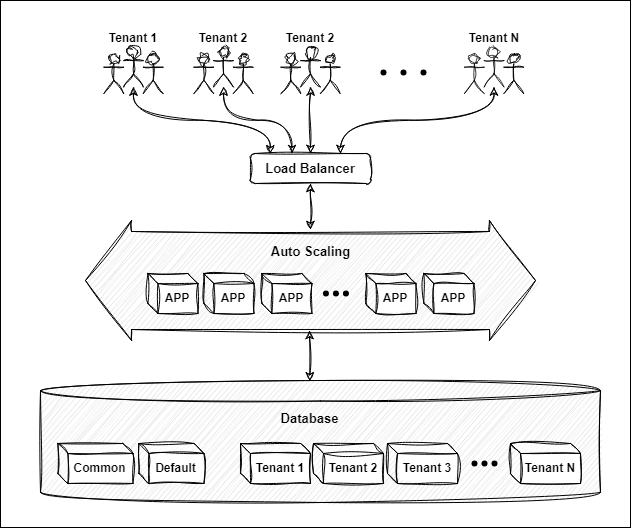 Tenant 1
Tenant 2
Tenant 2
Tenant N
Load Balancer
Auto Scaling
APP
APP
APP
APP
APP
Database
Common
Default
Tenant 1
Tenant 2
Tenant 3
Tenant N